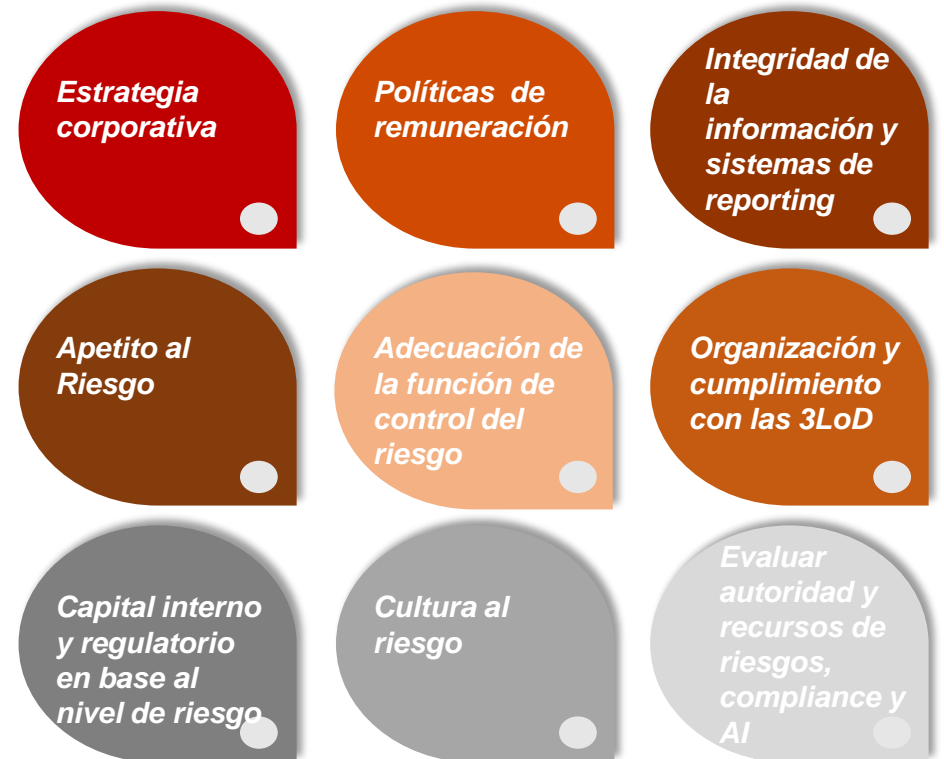 Estrategia
corporativa
Políticas de
remuneración
Integridad de
la
información y
sistemas de
reporting
Apetito al
Riesgo
Adecuación de
la función de
control del
riesgo
Organización y
cumplimiento
con las 3LoD
Capital interno
y regulatorio
en base al
nivel de riesgo
Cultura al
riesgo
Evaluar
autoridad y
recursos de
riesgos,
compliance y
AI